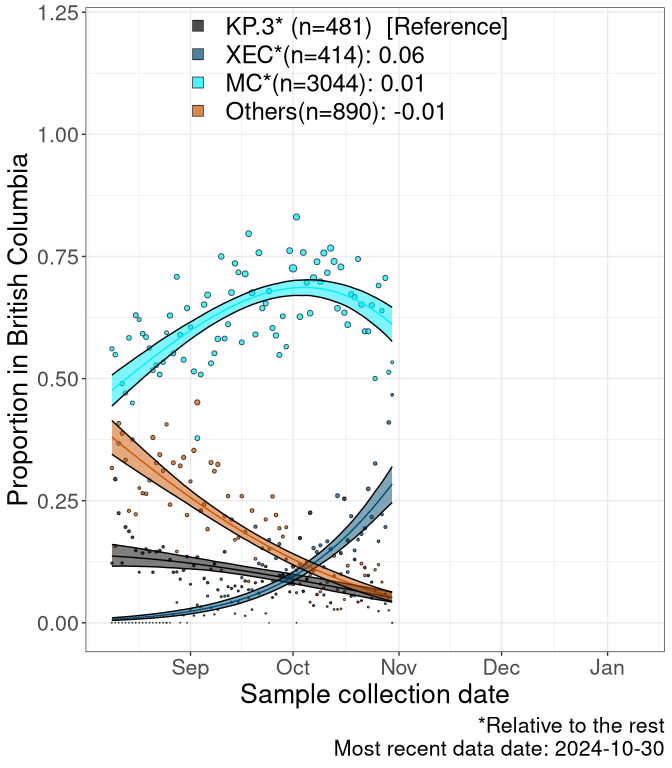 KP.3* (n=481) [Reference]
XEC*(n=414): 0.06
MC*(n=3044): 0.01
Others(n=890): -0.01
Proportion in British Columbia
1.25
1.00
0.75
0.50
0.25
0.00
Sep Oct Nov Dec Jan
Sample collection date
*Relative to the rest
Most recent data date: 2024-10-30